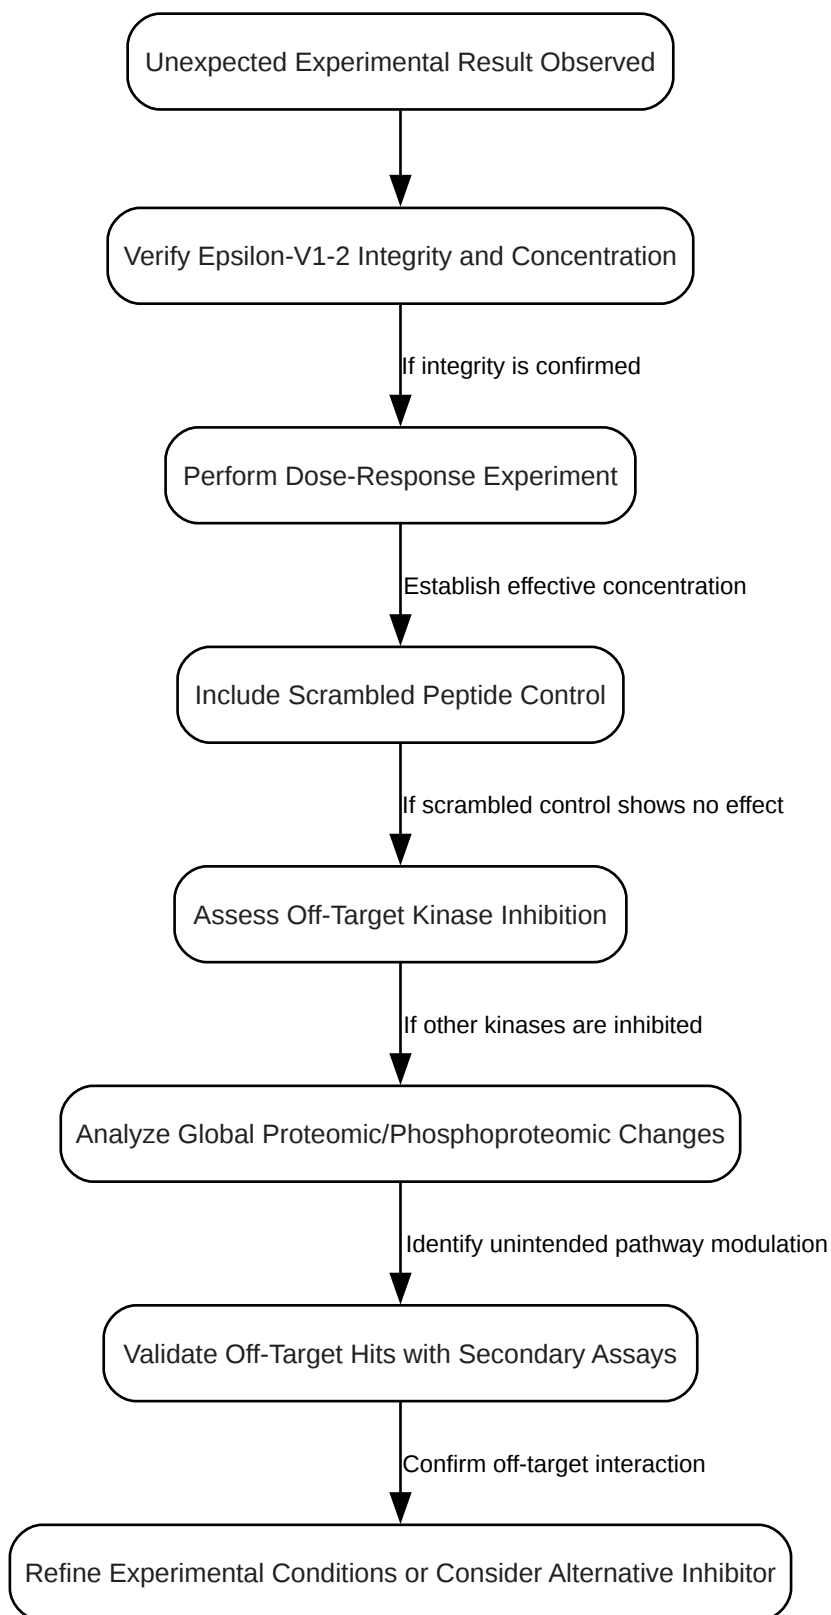 Unexpected Experimental Result Observed
Verify Epsilon-V1-2 Integrity and Concentration
If integrity is confirmed
Perform Dose-Response Experiment
Establish effective concentration
Include Scrambled Peptide Control
If scrambled control shows no effect
Assess Off-Target Kinase Inhibition
If other kinases are inhibited
Analyze Global Proteomic/Phosphoproteomic Changes
Identify unintended pathway modulation
Validate Off-Target Hits with Secondary Assays
Confirm off-target interaction
Refine Experimental Conditions or Consider Alternative Inhibitor